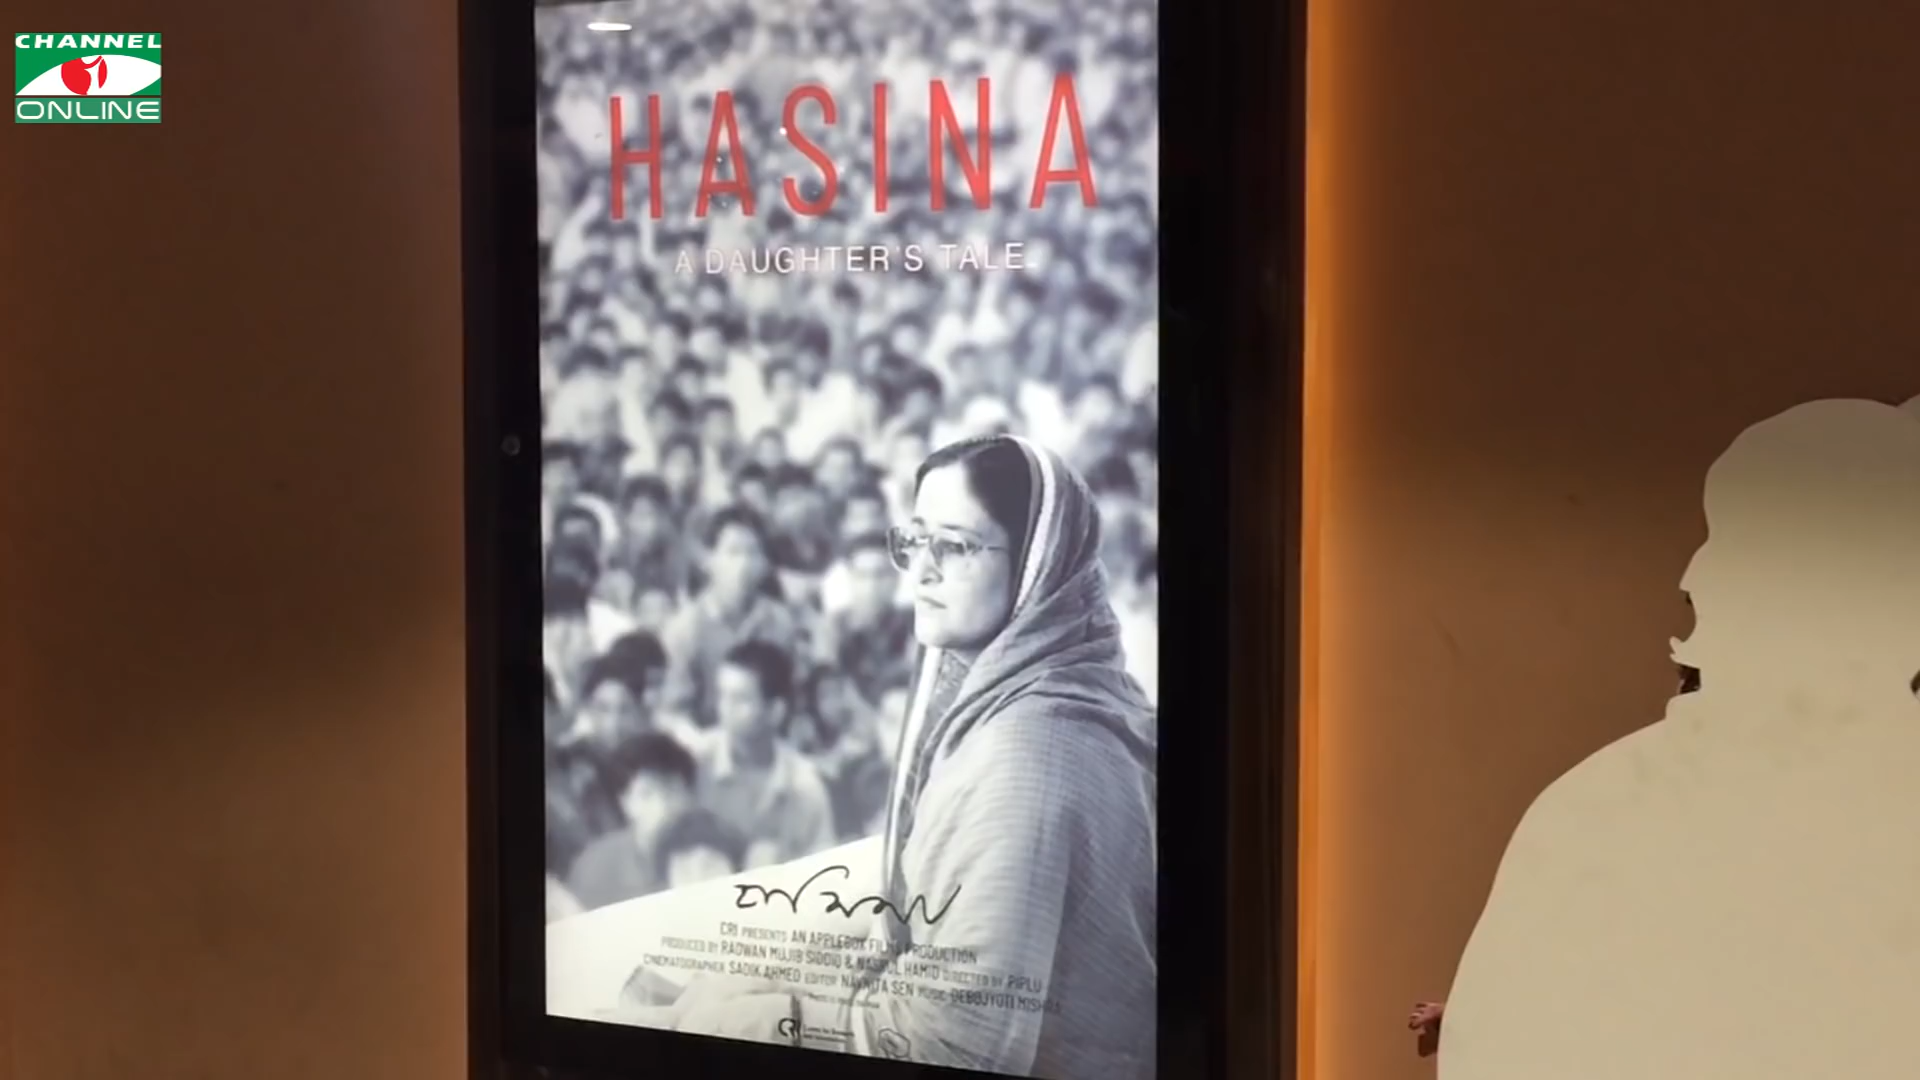 CHANNEL
ONLINE
HASINA
A DAUGHTER'S TALE
হাসিনা
CRI PRESENTS AN APPLEBOX FILMS PRODUCTION
PRODUCED BY RADWAN MUJIB SIDDIQ & NASRUL HAMID DIRECTED BY PIPLU
CINEMATOGRAPHER SADIK AHMED EDITOR NAVNITA SEN MUSIC DEBOJYOTI MISHRA
CRI